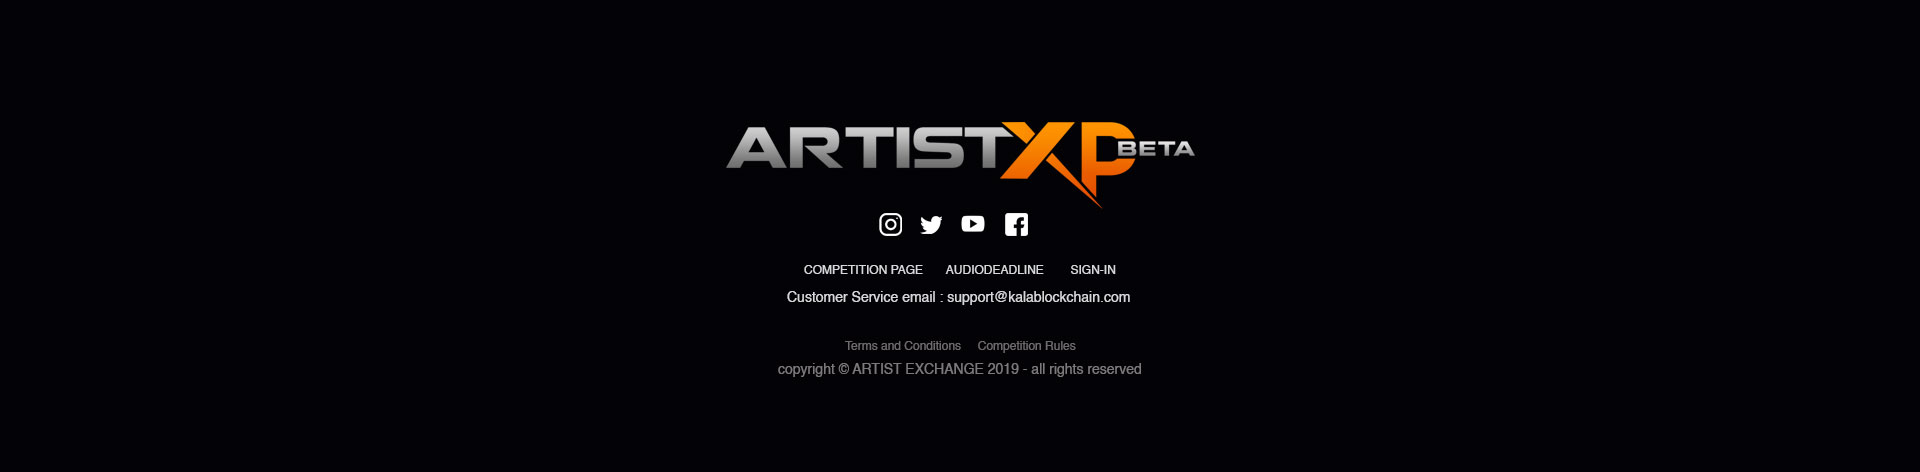 ARTISTXP BETA
COMPETITION PAGE AUDIODEADLINE SIGN-IN
Customer Service email : support@kalablockchain.com
Terms and Conditions Competition Rules
copyright © ARTIST EXCHANGE 2019 - all rights reserved